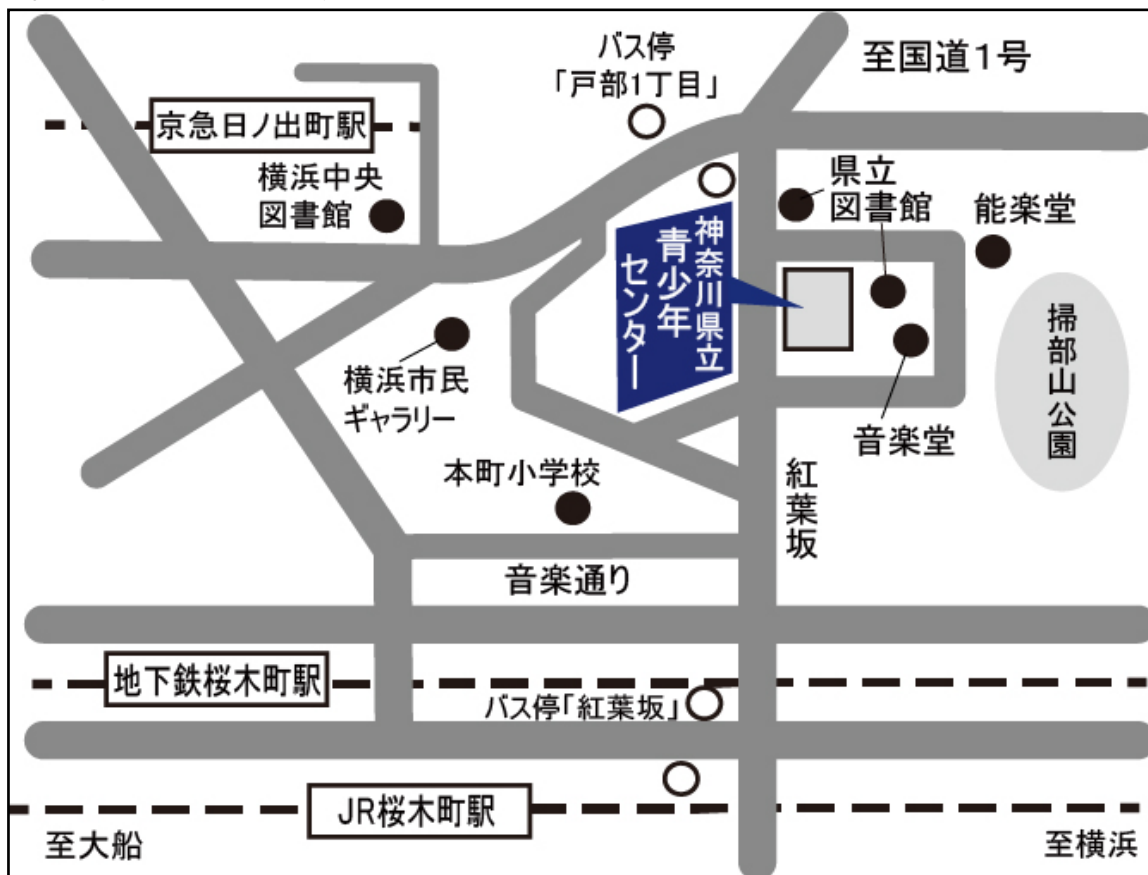 バス停
「戸部1丁目」
至国道1号
京急日ノ出町駅
横浜中央
図書館
県立
図書館
能楽堂
神奈川県立
青少年
センター
掃部山公園
横浜市民
ギャラリー
音楽堂
本町小学校
紅葉坂
音楽通り
地下鉄桜木町駅
バス停「紅葉坂」
JR桜木町駅
至大船
至横浜